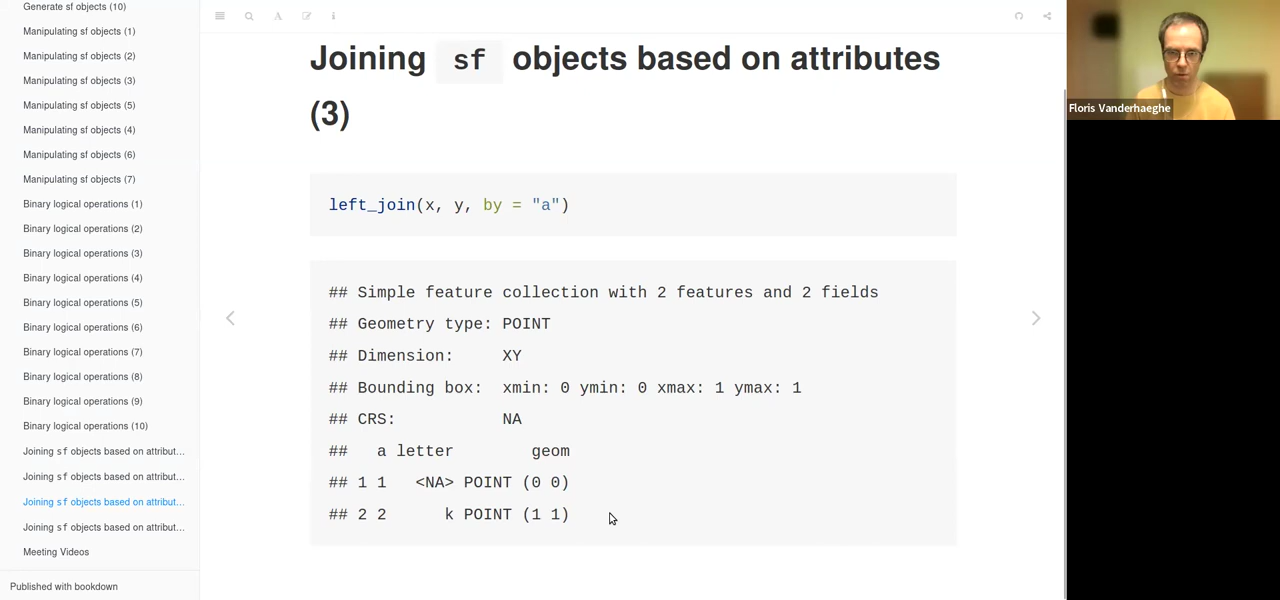 Generate sf objects (10)
Manipulating sf objects (1)
Manipulating sf objects (2)
Manipulating sf objects (3)
Manipulating sf objects (5)
Manipulating sf objects (4)
Manipulating sf objects (6)
Manipulating sf objects (7)
Binary logical operations (1)
Binary logical operations (2)
Binary logical operations (3)
Binary logical operations (4)
Binary logical operations (5)
Binary logical operations (6)
Binary logical operations (7)
Binary logical operations (8)
Binary logical operations (9)
Binary logical operations (10)
Joining sf objects based on attribut...
Joining sf objects based on attribut...
Joining sf objects based on attribut...
Joining sf objects based on attribut...
Meeting Videos
Published with bookdown
A
i
Joining sf objects based on attributes
(3)
left_join(x, y, by = "a")
## Simple feature collection with 2 features and 2 fields
## Geometry type: POINT
## Dimension:     XY
## Bounding box:  xmin: 0 ymin: 0 xmax: 1 ymax: 1
## CRS:           NA
##   a letter        geom
## 1 1   <NA> POINT (0 0)
## 2 2      k POINT (1 1)
Floris Vanderhaeghe